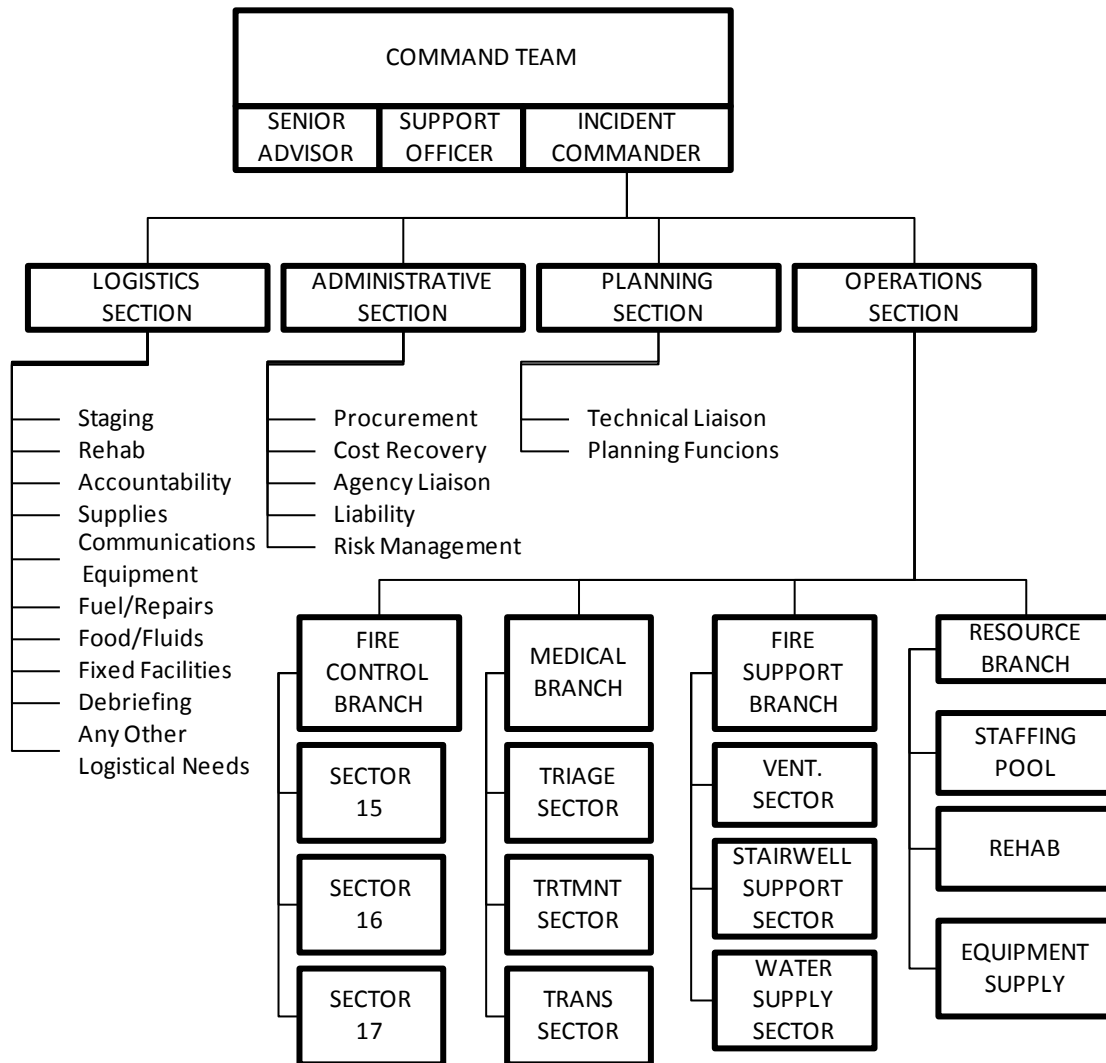 COMMAND TEAM
SENIOR
ADVISOR
SUPPORT
OFFICER
INCIDENT
COMMANDER
LOGISTICS
SECTION
ADMINISTRATIVE
SECTION
PLANNING
SECTION
OPERATIONS
SECTION
Staging
Rehab
Accountability
Supplies
Communications
Equipment
Fuel/Repairs
Food/Fluids
Fixed Facilities
Debriefing
Any Other
Logistical Needs
Procurement
Cost Recovery
Agency Liaison
Liability
Risk Management
Technical Liaison
Planning Funcions
FIRE
CONTROL
BRANCH
SECTOR
15
SECTOR
16
SECTOR
17
MEDICAL
BRANCH
TRIAGE
SECTOR
TRTMNT
SECTOR
TRANS
SECTOR
FIRE
SUPPORT
BRANCH
VENT.
SECTOR
STAIRWELL
SUPPORT
SECTOR
WATER
SUPPLY
SECTOR
RESOURCE
BRANCH
STAFFING
POOL
REHAB
EQUIPMENT
SUPPLY